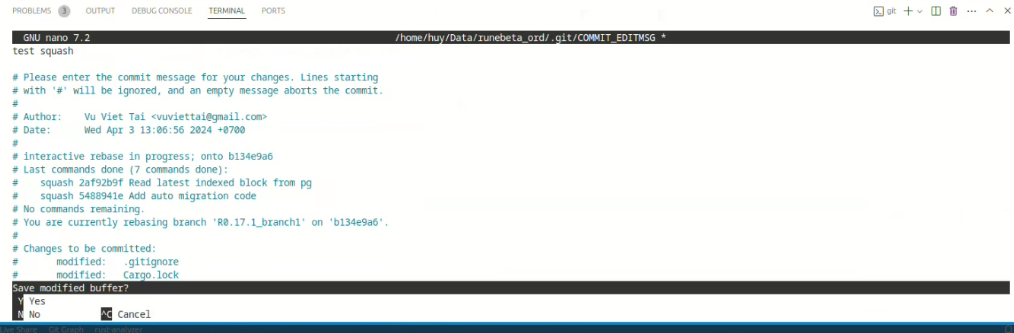 PROBLEMS 3 OUTPUT DEBUG CONSOLE TERMINAL PORTS git
GNU nano 7.2 /home/huy/Data/runebeta_ord/.git/COMMIT_EDITMSG *
test squash
# Please enter the commit message for your changes. Lines starting
# with '#' will be ignored, and an empty message aborts the commit.
#
# Author: Vu Viet Tai <vuviettai@gmail.com>
# Date: Wed Apr 3 13:06:56 2024 +0700
#
# interactive rebase in progress; onto b134e9a6
# Last commands done (7 commands done):
# squash 2af92b9f Read latest indexed block from pg
# squash 5488941e Add auto migration code
# No commands remaining.
# You are currently rebasing branch 'R0.17.1_branch1' on 'b134e9a6'.
#
# Changes to be committed:
# modified: .gitignore
# modified: Cargo.lock
Save modified buffer?
Y Yes
N No ^C Cancel
Live Share Git Graph rust-analyzer